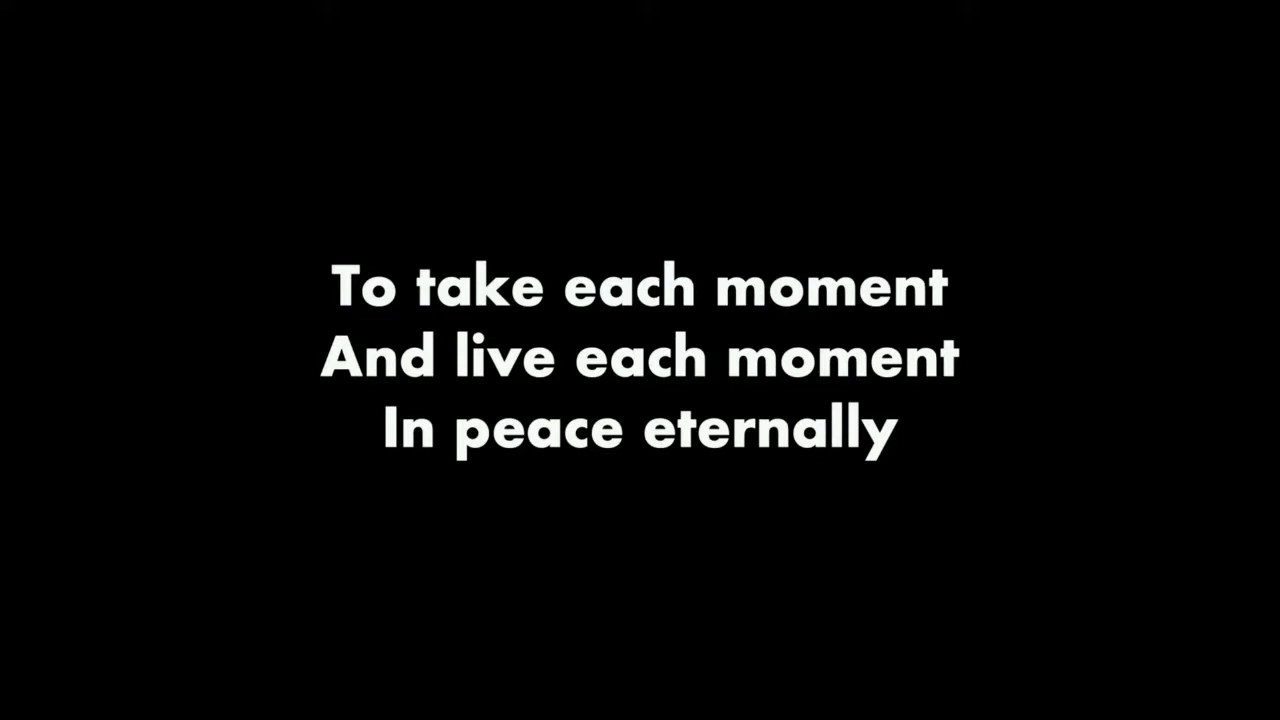 To take each moment
And live each moment
In peace eternally